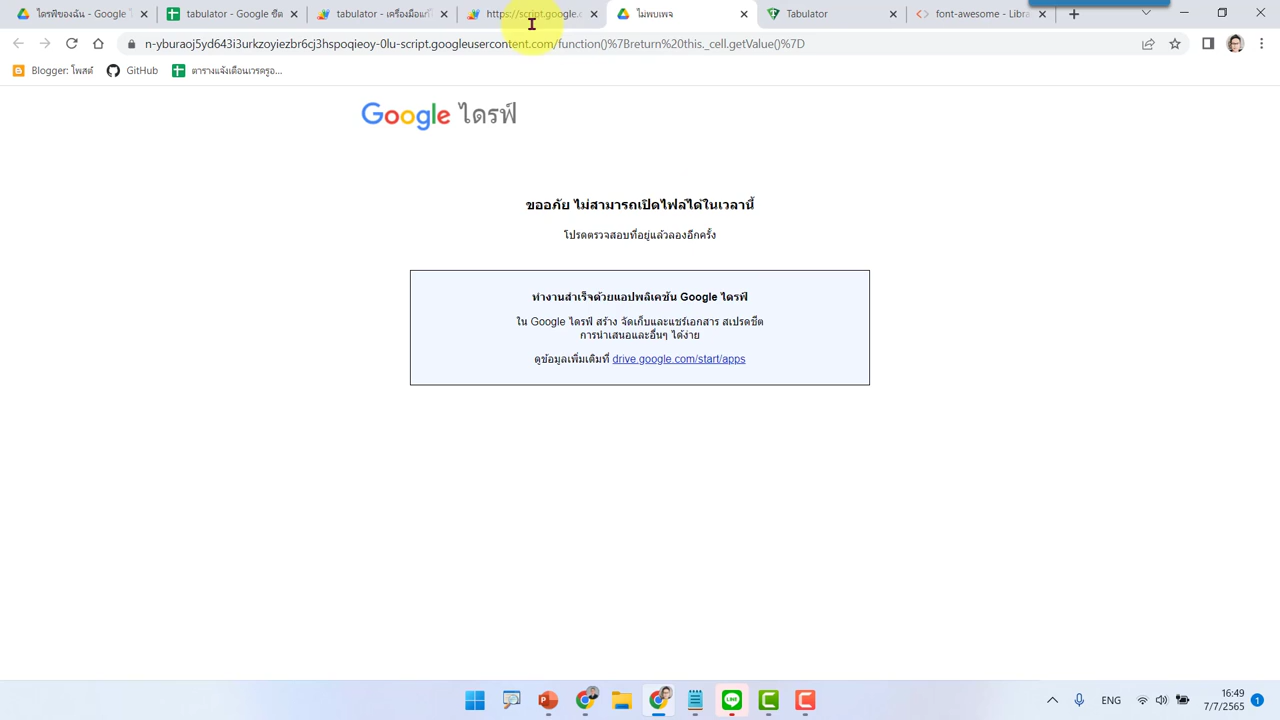 ไดรฟ์ของฉัน - Google ไ
tabulator - Google ชีต
tabulator - เครื่องมือแก้ไ
https://script.google.c
ไม่พบเพจ
Tabulator
font-awesome - Libra
n-yburaoj5yd643i3urkzoyiezbr6cj3hspoqieoy-0lu-script.googleusercontent.com/function()%7Breturn%20this._cell.getValue()%7D
Blogger: โพสต์
GitHub
ตารางแจ้งเตือนเวรครูอ...
Google ไดรฟ์
ขออภัย ไม่สามารถเปิดไฟล์ได้ในเวลานี้
โปรดตรวจสอบที่อยู่แล้วลองอีกครั้ง
ทำงานสำเร็จด้วยแอปพลิเคชัน Google ไดรฟ์
ใน Google ไดรฟ์ สร้าง จัดเก็บและแชร์เอกสาร สเปรดชีต
การนำเสนอและอื่นๆ ได้ง่าย
ดูข้อมูลเพิ่มเติมที่ drive.google.com/start/apps
ENG
16:49
7/7/2565
1